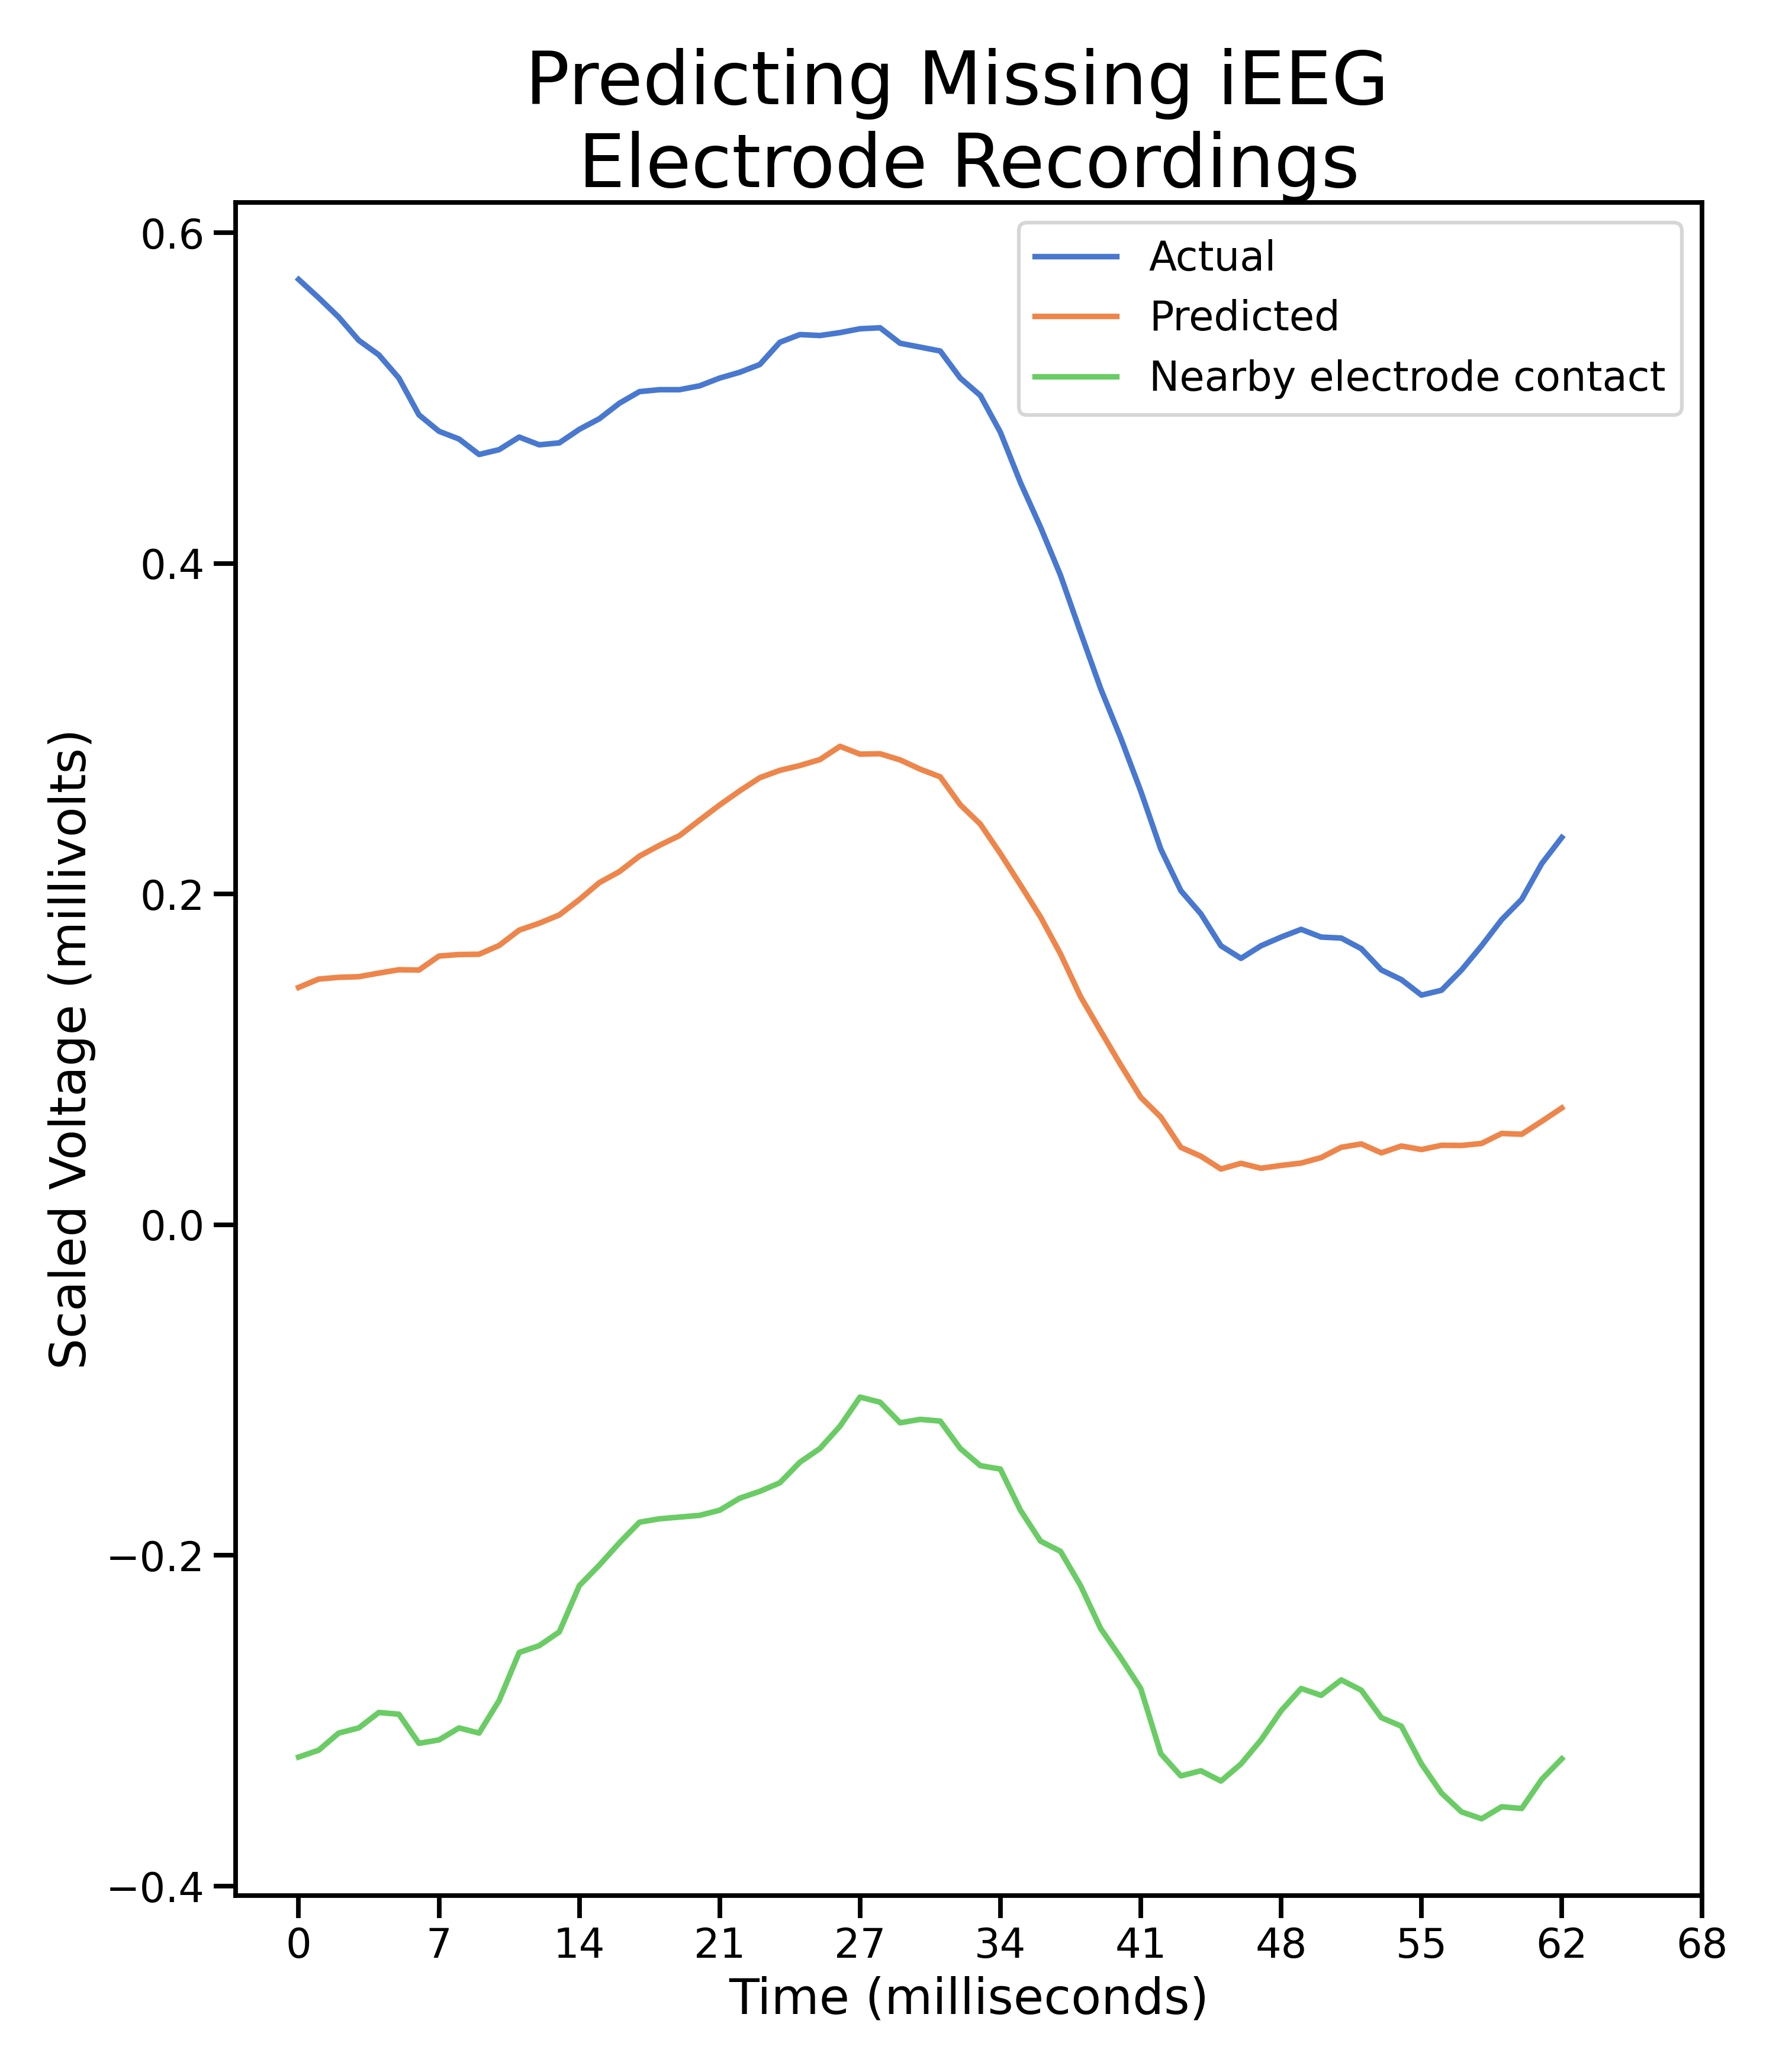 Predicting Missing iEEG
Electrode Recordings
Actual
Predicted
Nearby electrode contact
Scaled Voltage (millivolts)
0.6
0.4
0.2
0.0
−0.2
−0.4
0 7 14 21 27 34 41 48 55 62 68
Time (milliseconds)